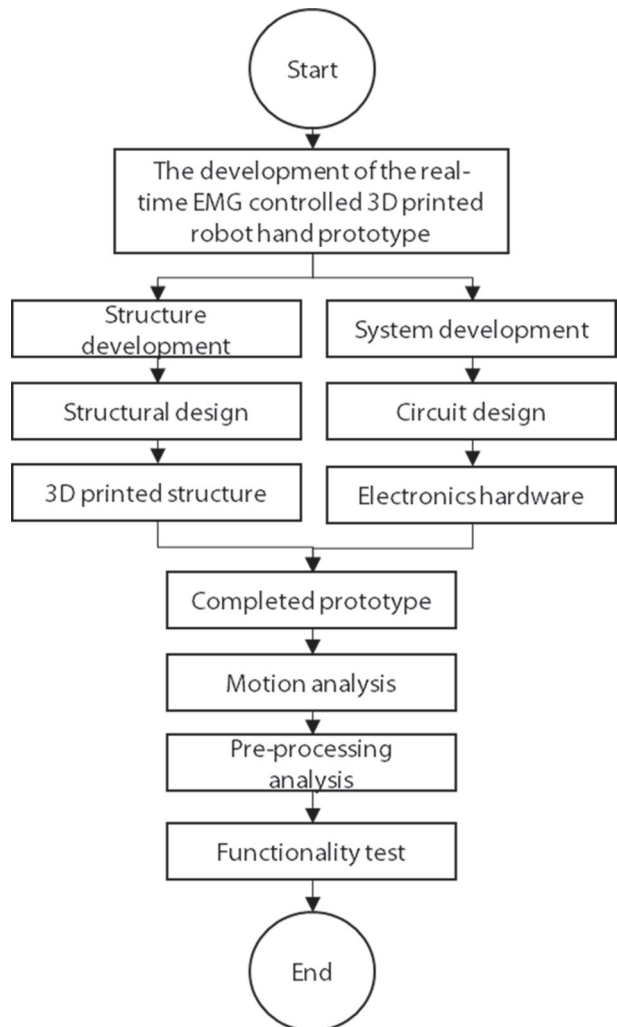 Start
The development of the real-
time EMG controlled 3D printed
robot hand prototype
Structure
development
System development
Structural design
Circuit design
3D printed structure
Electronics hardware
Completed prototype
Motion analysis
Pre-processing
analysis
Functionality test
End